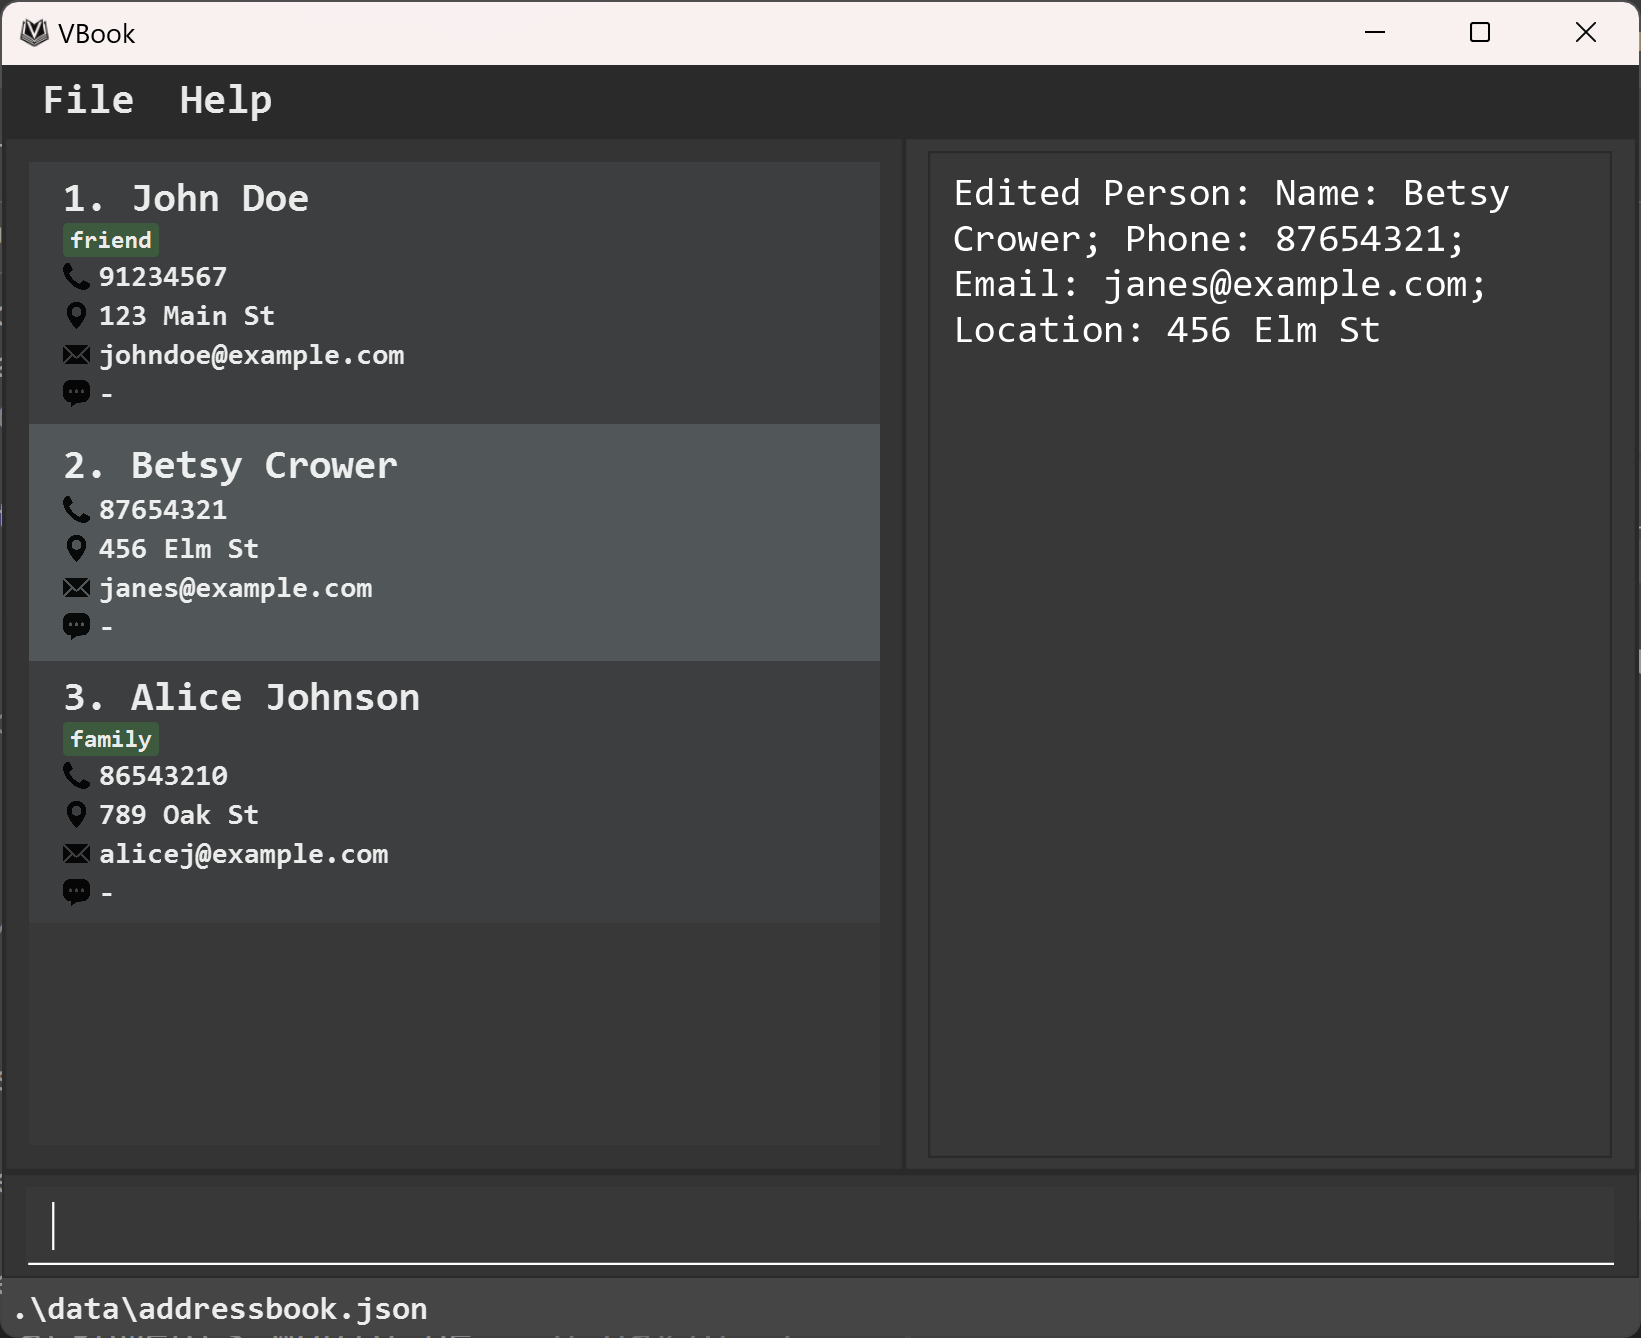 VBook
File Help
1. John Doe
friend
91234567
123 Main St
johndoe@example.com
-
2. Betsy Crower
87654321
456 Elm St
janes@example.com
-
3. Alice Johnson
family
86543210
789 Oak St
alicej@example.com
-
Edited Person: Name: Betsy
Crower; Phone: 87654321;
Email: janes@example.com;
Location: 456 Elm St
.\data\addressbook.json